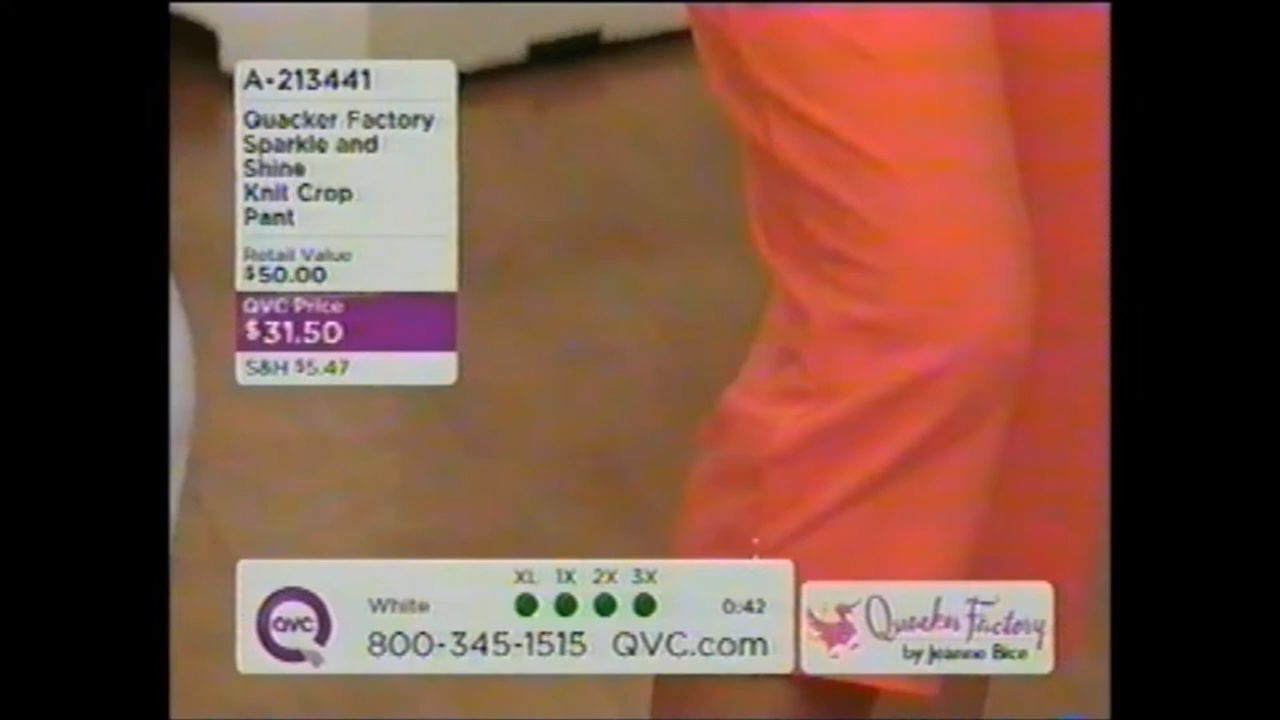 A-213441
Quacker Factory
Sparkle and
Shine
Knit Crop
Pant
Retail Value
$50.00
QVC Price
$31.50
S&H $5.47
XL 1X 2X 3X
White 0:42
QVC
800-345-1515 QVC.com
Quacker Factory
by Jeanne Bice